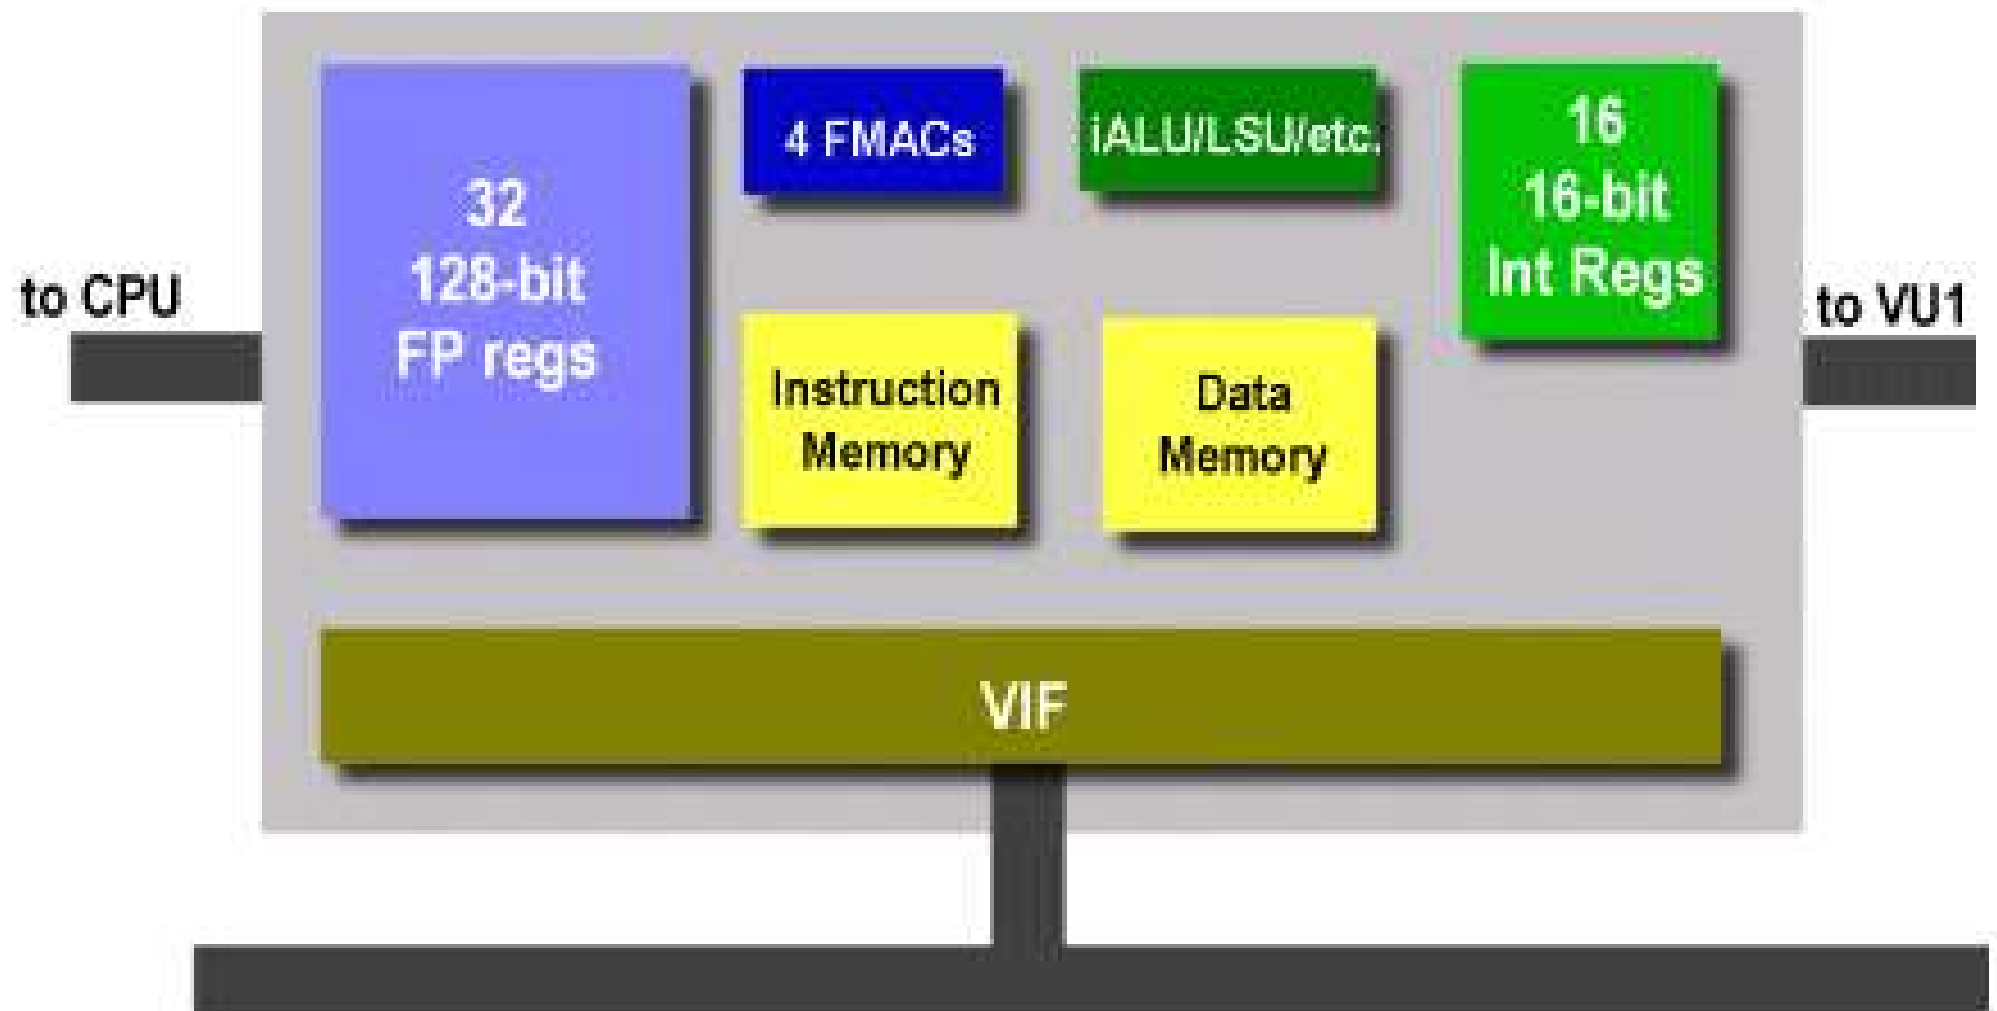 to CPU
32
128-bit
FP regs
4 FMACs
iALU/LSU/etc.
16
16-bit
Int Regs
Instruction
Memory
Data
Memory
to VU1
VIF